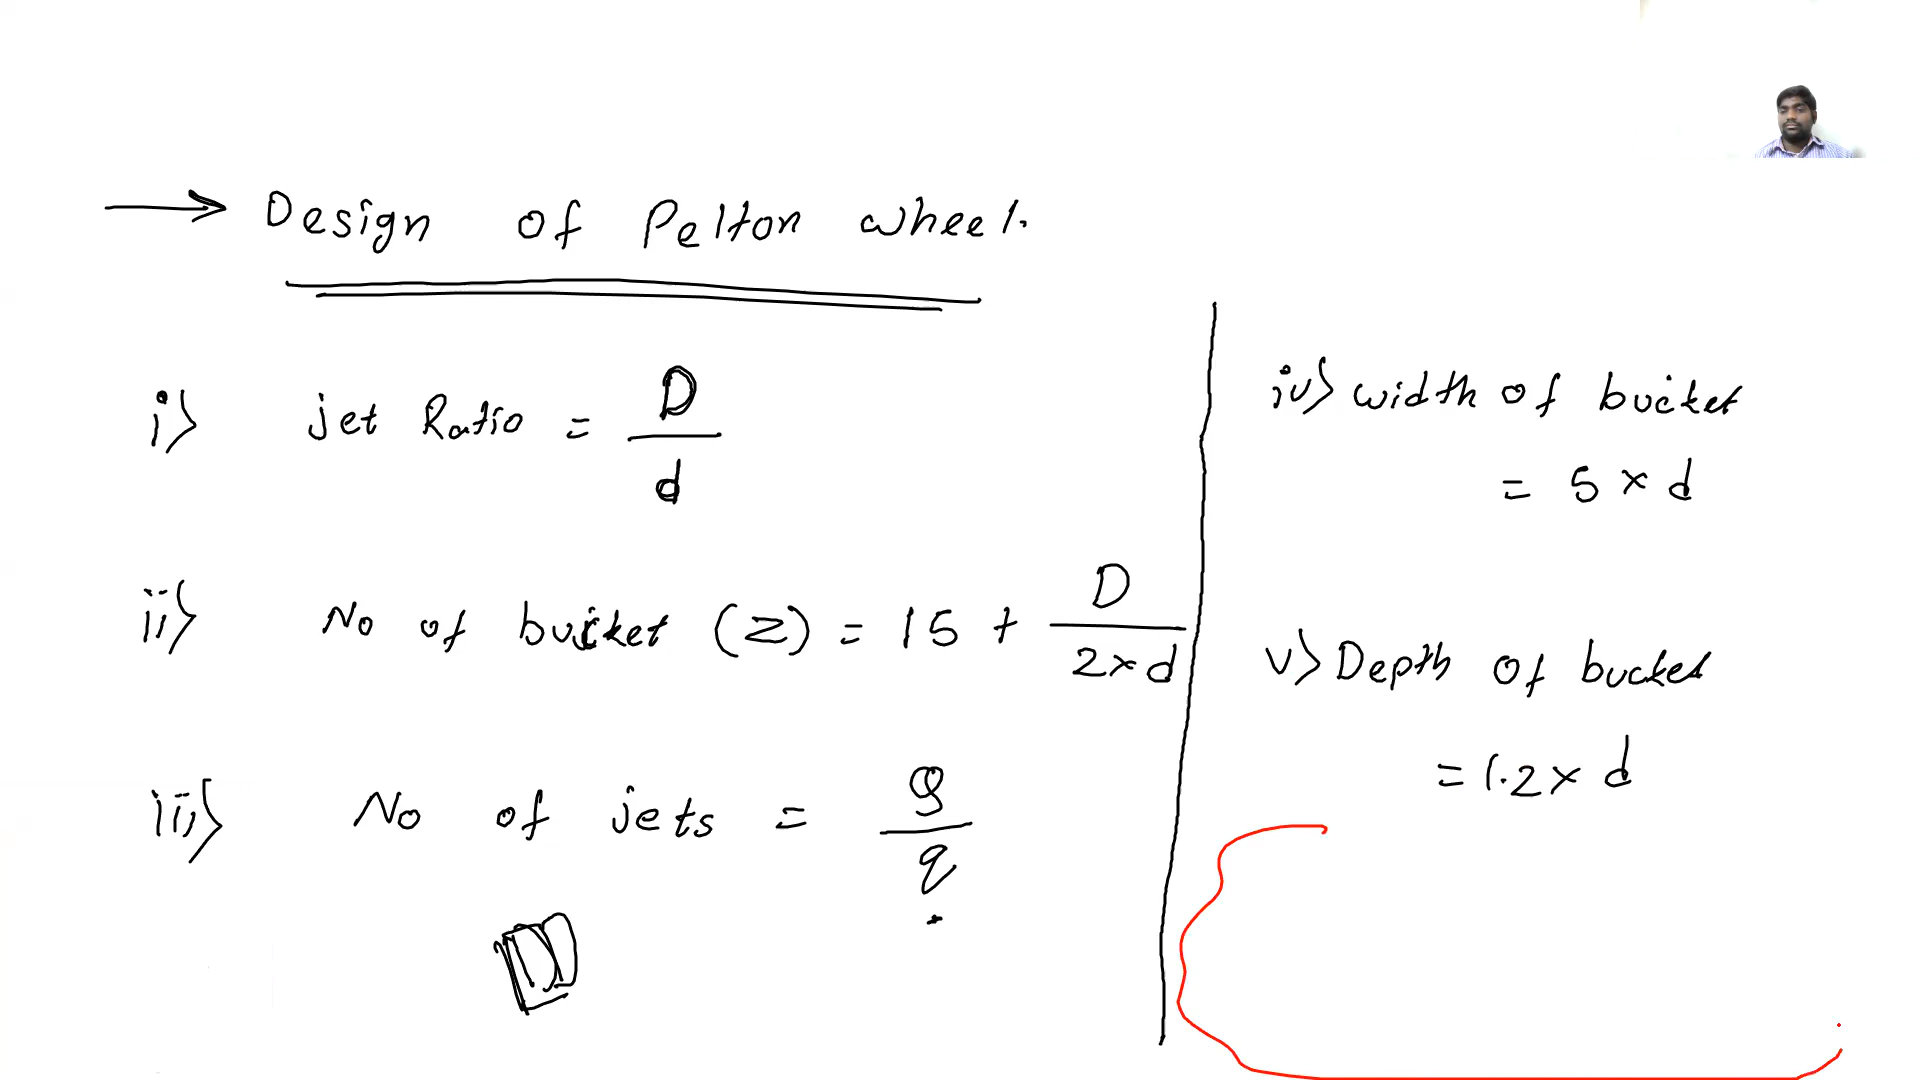 → Design of Pelton wheel.
i) jet Ratio = D/d
ii) No of bucket (Z) = 15 + D/(2×d)
iii) No of jets = Q/q
iv) width of bucket
= 5 × d
v) Depth of bucket
= 1.2 × d